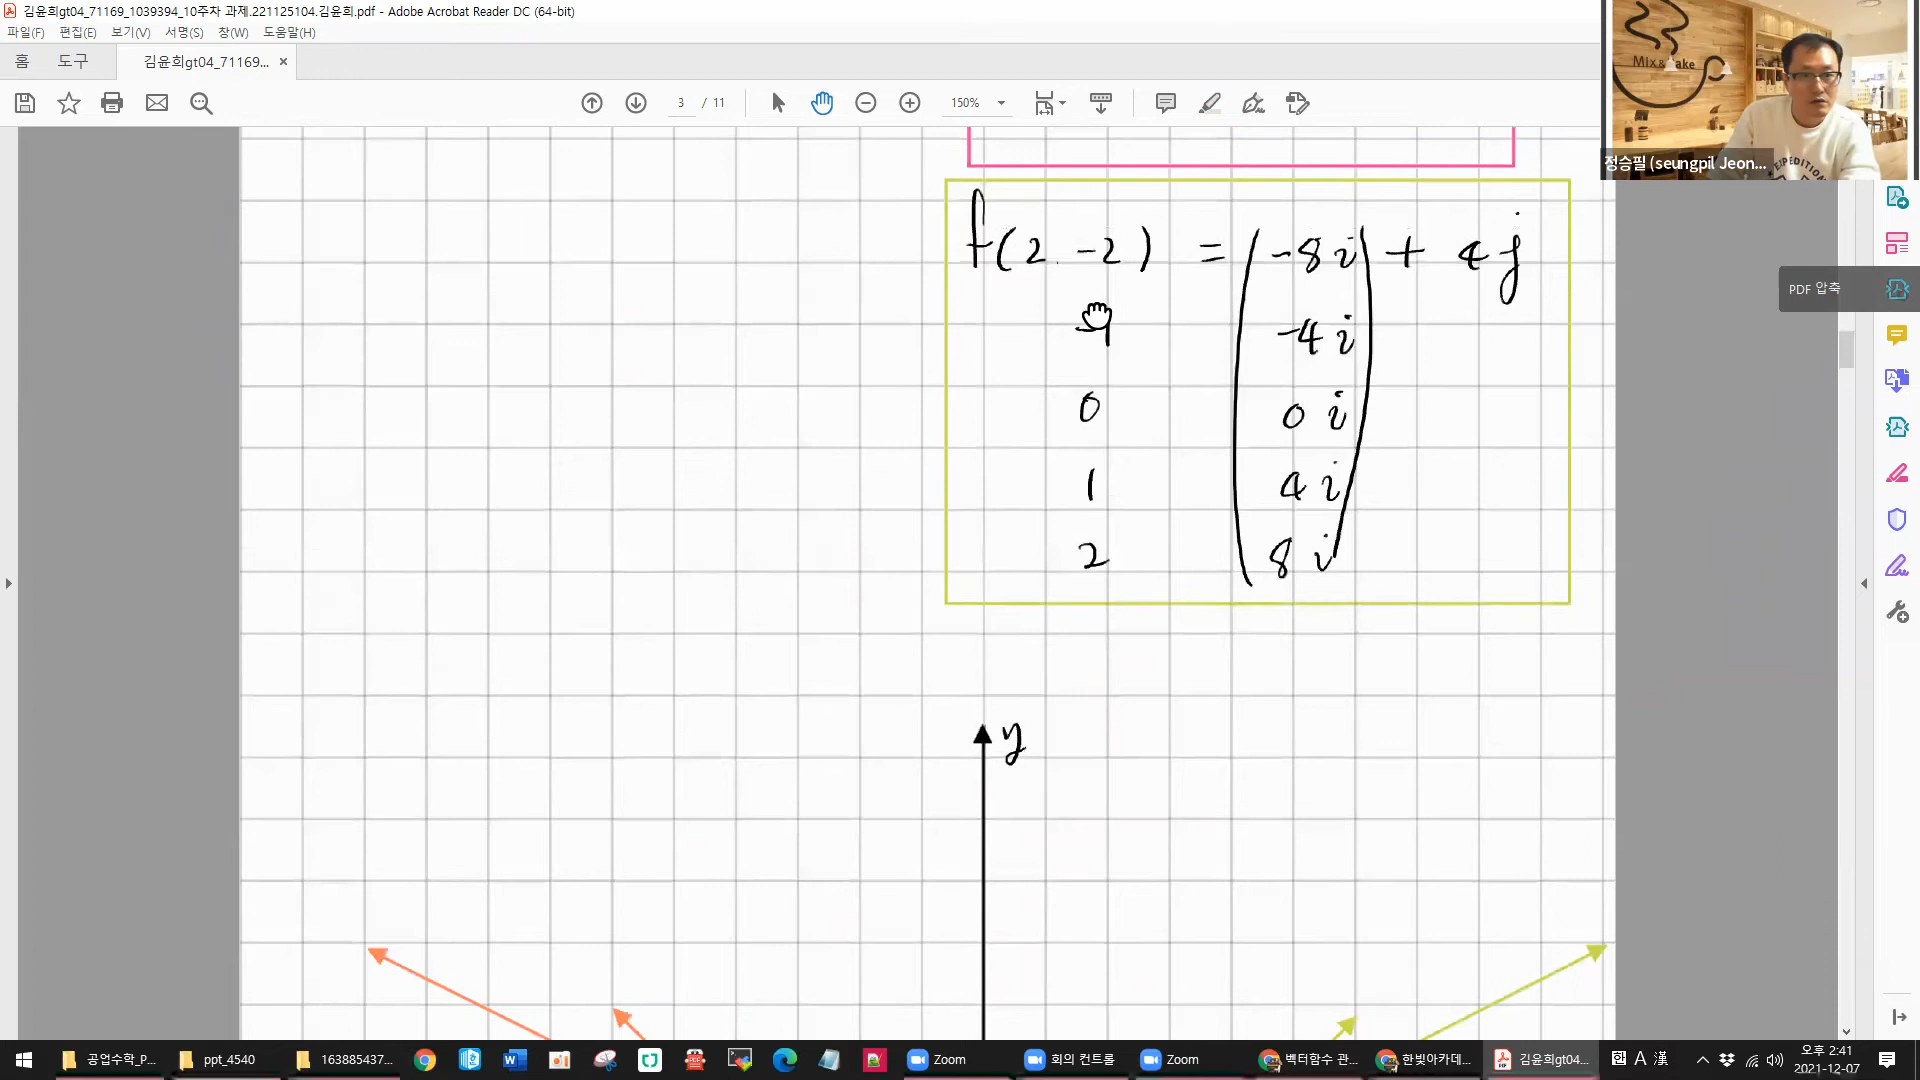 김윤희gt04_71169_1039394_10주차 과제.221125104.김윤희.pdf - Adobe Acrobat Reader DC (64-bit)
파일(F) 편집(E) 보기(V) 서명(S) 창(W) 도움말(H)
홈 도구 김윤희gt04_71169... ×
3 / 11 150%
Mix&
정승필 (seungpil Jeon...
PDF 압축
f(2 -2) = -8i + 4j
-1 -4i
0 0i
1 4i
2 8i
y
공업수학_P... ppt_4540 163885437... Zoom 회의 컨트롤 Zoom 벡터함수 관... 한빛아카데... 김윤희gt04... 한 A 漢 오후 2:41
2021-12-07